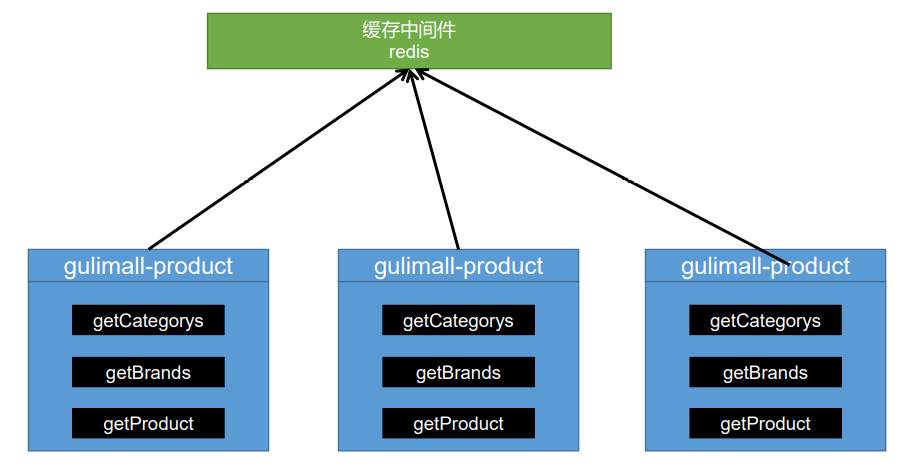 缓存中间件
redis
gulimall-product
gulimall-product
gulimall-product
getCategorys
getCategorys
getCategorys
getBrands
getBrands
getBrands
getProduct
getProduct
getProduct